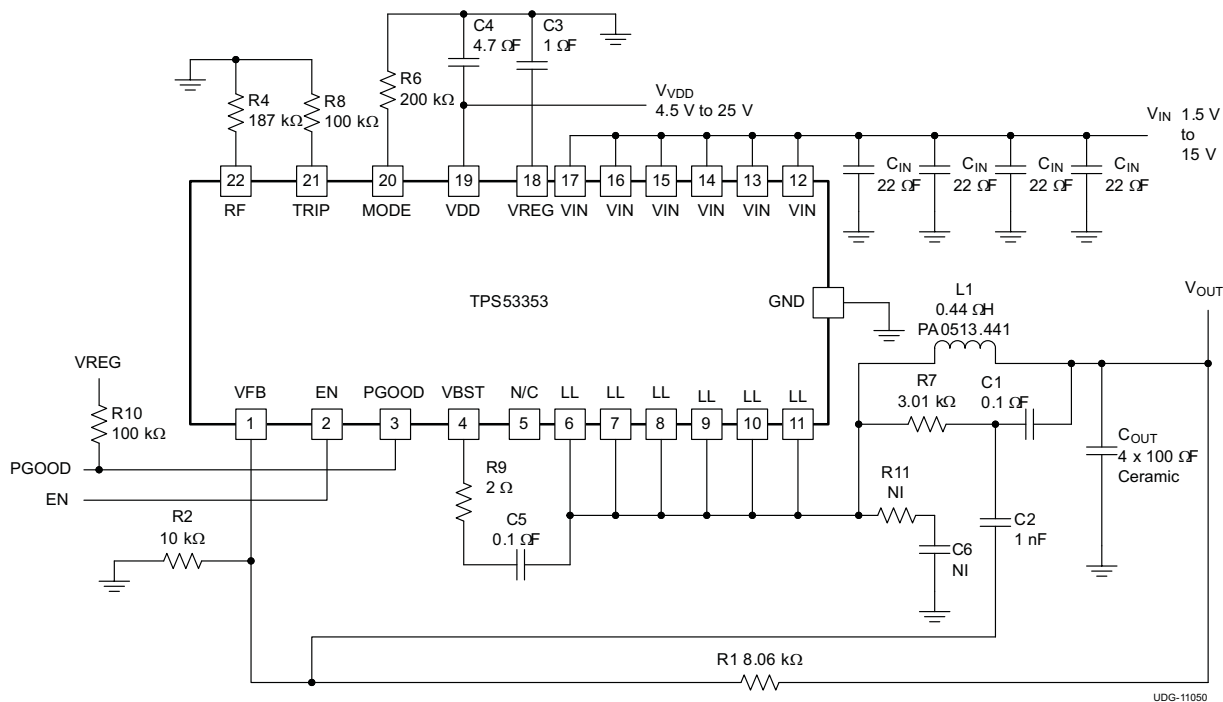 C4
4.7 ΩF
C3
1 ΩF
R6
200 kΩ
R4
187 kΩ
R8
100 kΩ
VVDD
4.5 V to 25 V
VIN 1.5 V
to
15 V
CIN
22 ΩF
CIN
22 ΩF
CIN
22 ΩF
CIN
22 ΩF
22
21
20
19
18
17
16
15
14
13
12
RF
TRIP
MODE
VDD
VREG
VIN
VIN
VIN
VIN
VIN
VIN
TPS53353
GND
L1
0.44 ΩH
PA0513.441
VOUT
VREG
R10
100 kΩ
VFB
EN
PGOOD
VBST
N/C
LL
LL
LL
LL
LL
LL
1
2
3
4
5
6
7
8
9
10
11
R7
3.01 kΩ
C1
0.1 ΩF
COUT
4 x 100 ΩF
Ceramic
PGOOD
EN
R9
2 Ω
C5
0.1 ΩF
R11
NI
C6
NI
C2
1 nF
R2
10 kΩ
R1 8.06 kΩ
UDG-11050